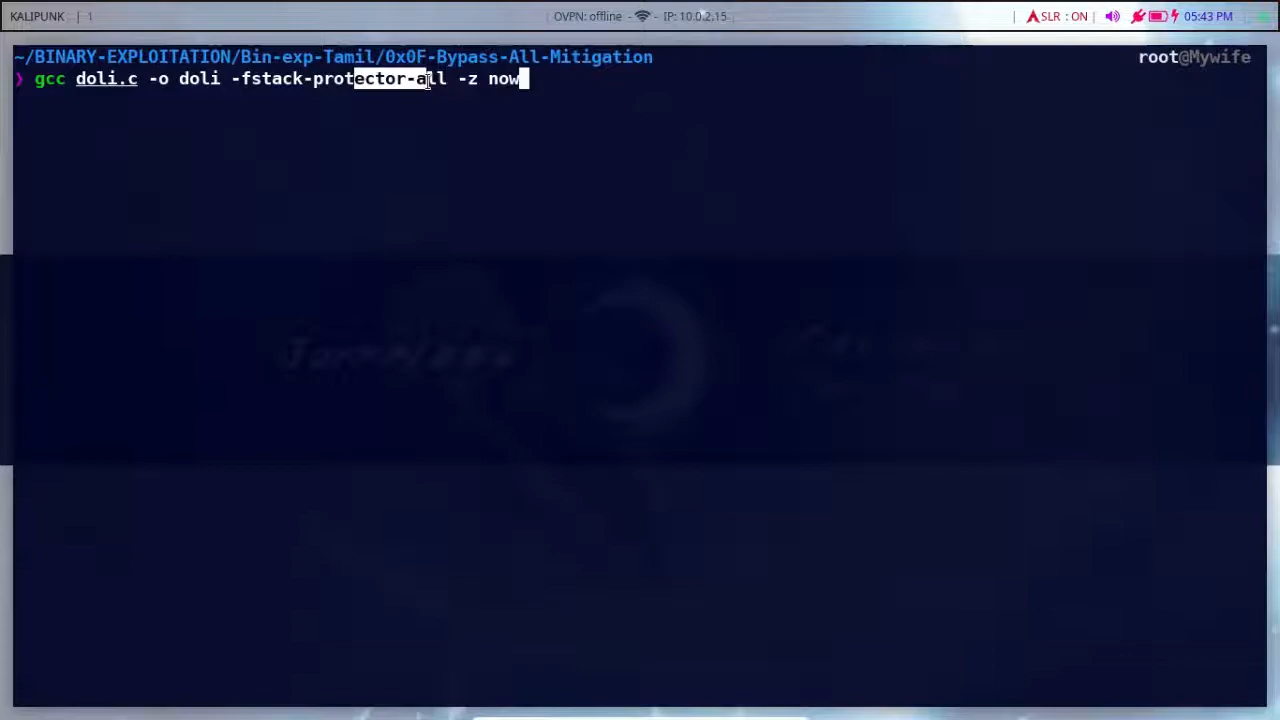 KALIPUNK | 1
OVPN: offline - - IP: 10.0.2.15
SLR : ON
05:43 PM
~/BINARY-EXPLOITATION/Bin-exp-Tamil/0x0F-Bypass-All-Mitigation
root@Mywife
❯ gcc doli.c -o doli -fstack-protector-all -z now